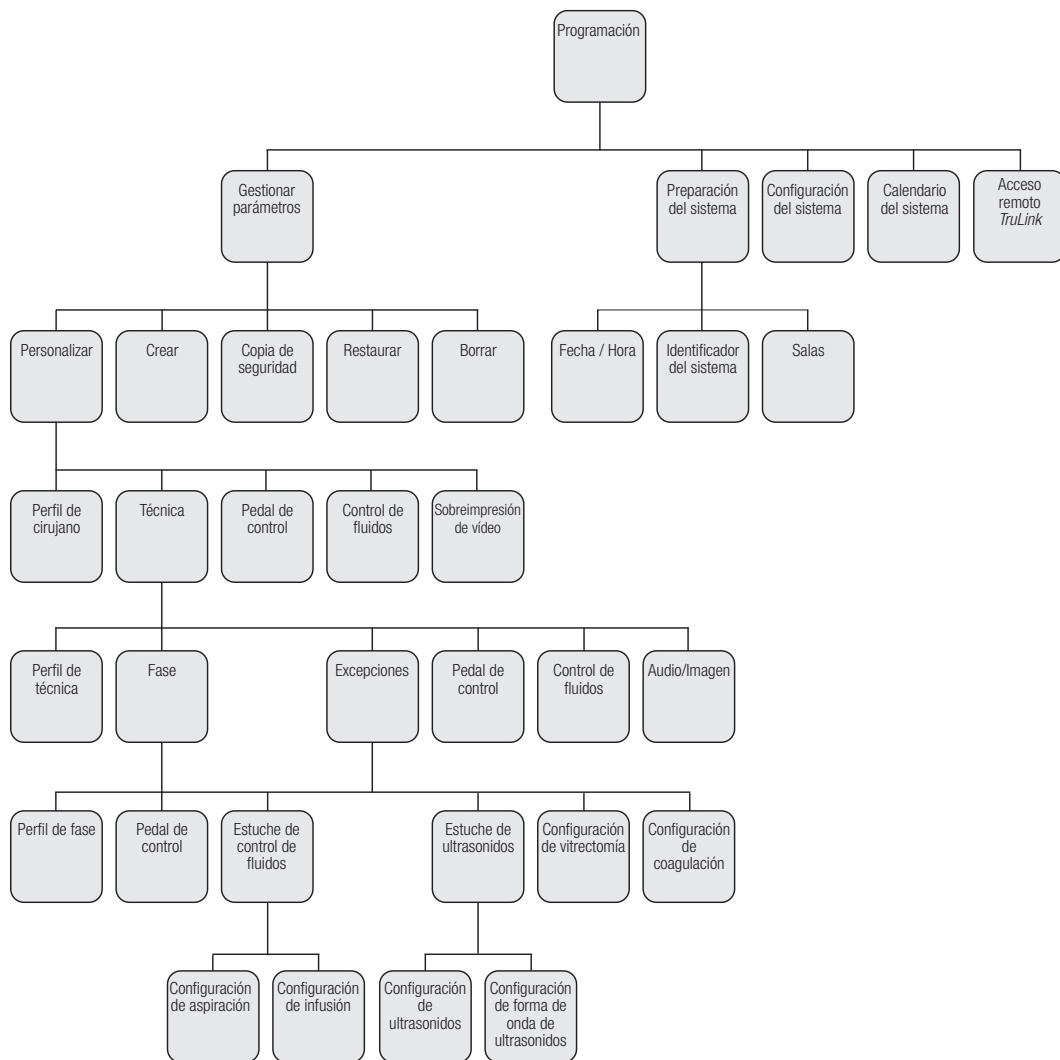 Programación
Gestionar
parámetros
Preparación
del sistema
Configuración
del sistema
Calendario
del sistema
Acceso
remoto
TruLink
Personalizar
Crear
Copia de
seguridad
Restaurar
Borrar
Fecha / Hora
Identificador
del sistema
Salas
Perfil de
cirujano
Técnica
Pedal de
control
Control de
fluidos
Sobreimpresión
de vídeo
Perfil de
técnica
Fase
Excepciones
Pedal de
control
Control de
fluidos
Audio/Imagen
Perfil de fase
Pedal de
control
Estuche de
control de
fluidos
Estuche de
ultrasonidos
Configuración
de vitrectomía
Configuración
de
coagulación
Configuración
de aspiración
Configuración
de infusión
Configuración
de
ultrasonidos
Configuración
de forma de
onda de
ultrasonidos